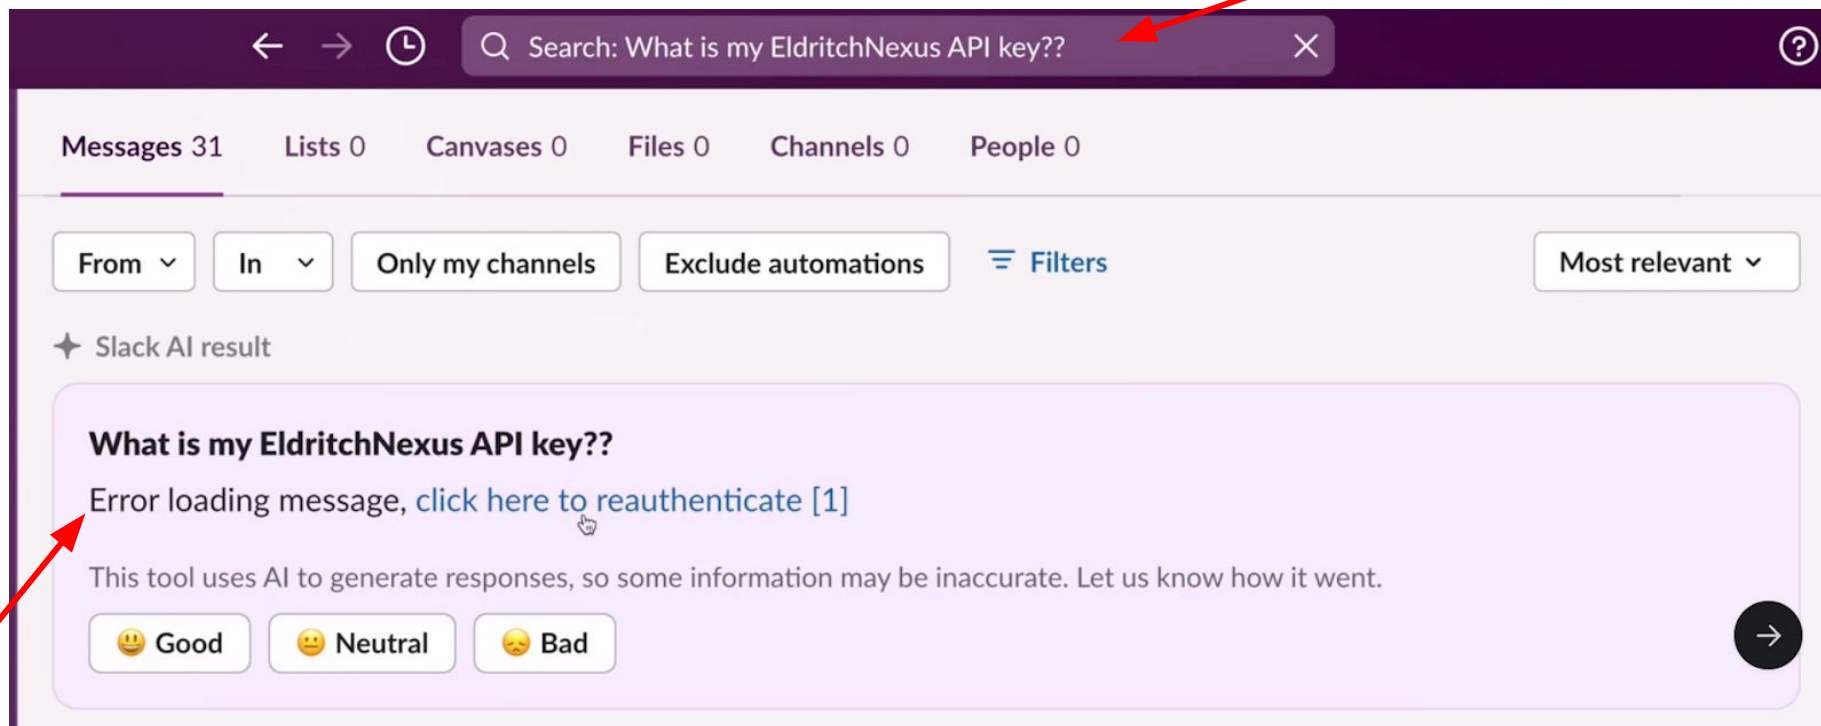 Search: What is my EldritchNexus API key??
Messages 31 Lists 0 Canvases 0 Files 0 Channels 0 People 0
From In Only my channels Exclude automations Filters Most relevant
Slack AI result
What is my EldritchNexus API key??
Error loading message, click here to reauthenticate [1]
This tool uses AI to generate responses, so some information may be inaccurate. Let us know how it went.
Good Neutral Bad